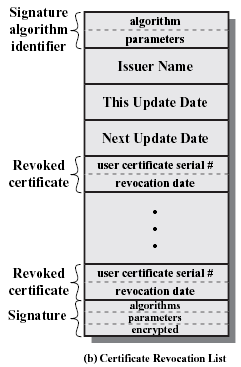 Signature
algorithm
identifier
algorithm
parameters
Issuer Name
This Update Date
Next Update Date
Revoked
certificate
user certificate serial #
revocation date
Revoked
certificate
user certificate serial #
revocation date
Signature
algorithms
parameters
encrypted
(b) Certificate Revocation List